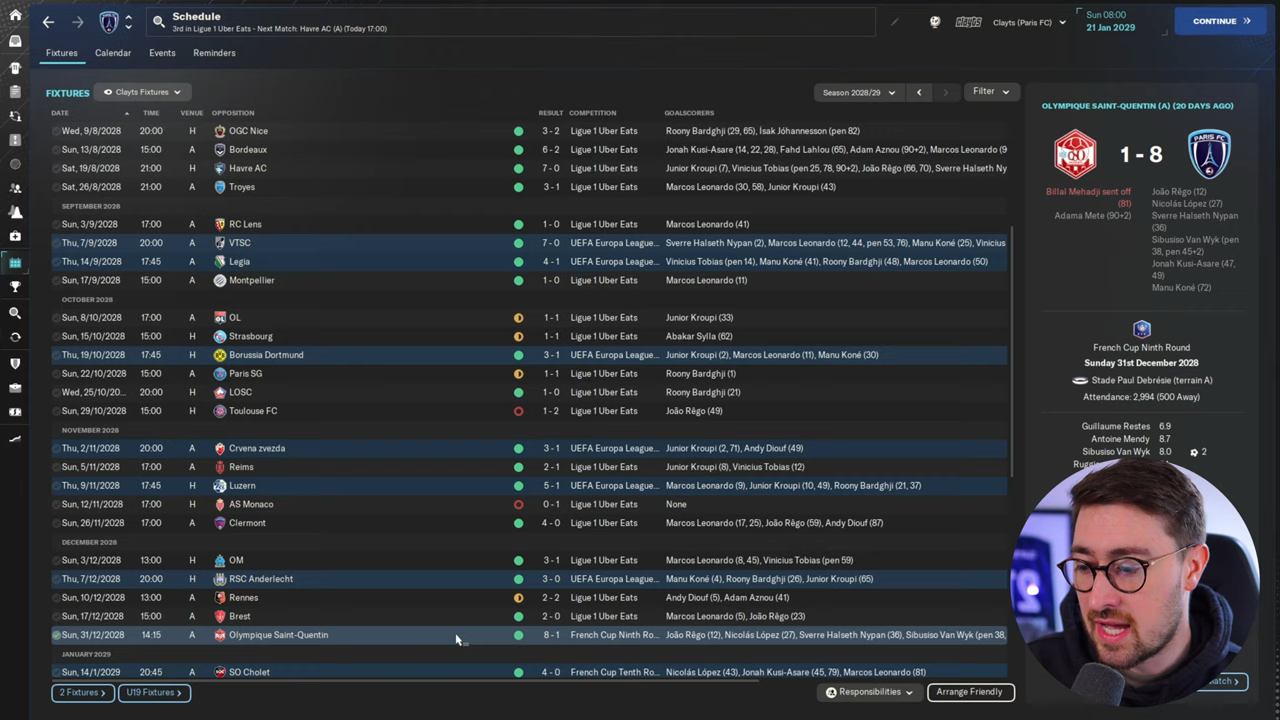 Schedule
3rd in Ligue 1 Uber Eats - Next Match: Havre AC (A) (Today 17:00)
clayts
Clayts (Paris FC)
Sun 08:00
21 Jan 2029
CONTINUE
Fixtures
Calendar
Events
Reminders
FIXTURES
Clayts Fixtures
Season 2028/29
Filter
DATE TIME VENUE OPPOSITION RESULT COMPETITION GOALSCORERS
Wed, 9/8/2028 20:00 H OGC Nice 3 - 2 Ligue 1 Uber Eats Roony Bardghji (29, 65), Ísak Jóhannesson (pen 82)
Sun, 13/8/2028 15:00 A Bordeaux 6 - 2 Ligue 1 Uber Eats Jonah Kusi-Asare (14, 22, 28), Fahd Lahlou (65), Adam Aznou (90+2), Marcos Leonardo (9
Sat, 19/8/2028 21:00 H Havre AC 7 - 0 Ligue 1 Uber Eats Junior Kroupi (7), Vinicius Tobias (pen 25, 78, 90+2), João Rêgo (66, 70), Sverre Halseth Ny
Sat, 26/8/2028 21:00 A Troyes 3 - 1 Ligue 1 Uber Eats Marcos Leonardo (30, 58), Junior Kroupi (43)
SEPTEMBER 2028
Sun, 3/9/2028 17:00 A RC Lens 1 - 0 Ligue 1 Uber Eats Marcos Leonardo (41)
Thu, 7/9/2028 20:00 A VTSC 7 - 0 UEFA Europa League... Sverre Halseth Nypan (2), Marcos Leonardo (12, 44, pen 53, 76), Manu Koné (25), Vinicius
Thu, 14/9/2028 17:45 A Legia 4 - 1 UEFA Europa League... Vinicius Tobias (pen 14), Manu Koné (41), Roony Bardghji (48), Marcos Leonardo (50)
Sun, 17/9/2028 15:00 A Montpellier 1 - 0 Ligue 1 Uber Eats Marcos Leonardo (11)
OCTOBER 2028
Sun, 8/10/2028 17:00 A OL 1 - 1 Ligue 1 Uber Eats Junior Kroupi (33)
Sun, 15/10/2028 15:00 H Strasbourg 1 - 1 Ligue 1 Uber Eats Abakar Sylla (62)
Thu, 19/10/2028 17:45 H Borussia Dortmund 3 - 1 UEFA Europa League... Junior Kroupi (2), Marcos Leonardo (11), Manu Koné (30)
Sun, 22/10/2028 15:00 A Paris SG 1 - 1 Ligue 1 Uber Eats Roony Bardghji (1)
Wed, 25/10/20... 20:00 H LOSC 1 - 0 Ligue 1 Uber Eats Roony Bardghji (21)
Sun, 29/10/2028 15:00 H Toulouse FC 1 - 2 Ligue 1 Uber Eats João Rêgo (49)
NOVEMBER 2028
Thu, 2/11/2028 20:00 A Crvena zvezda 3 - 1 UEFA Europa League... Junior Kroupi (2, 71), Andy Diouf (49)
Sun, 5/11/2028 17:00 A Reims 2 - 1 Ligue 1 Uber Eats Junior Kroupi (8), Vinicius Tobias (12)
Thu, 9/11/2028 17:45 H Luzern 5 - 1 UEFA Europa League... Marcos Leonardo (9), Junior Kroupi (10, 49), Roony Bardghji (21, 37)
Sun, 12/11/2028 15:00 H AS Monaco 0 - 1 Ligue 1 Uber Eats None
Sun, 26/11/2028 17:00 A Clermont 4 - 0 Ligue 1 Uber Eats Marcos Leonardo (17, 25), João Rêgo (59), Andy Diouf (87)
DECEMBER 2028
Sun, 3/12/2028 13:00 H OM 3 - 1 Ligue 1 Uber Eats Marcos Leonardo (8, 45), Vinicius Tobias (pen 59)
Thu, 7/12/2028 20:00 H RSC Anderlecht 3 - 0 UEFA Europa League... Manu Koné (4), Roony Bardghji (26), Junior Kroupi (65)
Sun, 10/12/2028 13:00 A Rennes 2 - 2 Ligue 1 Uber Eats Andy Diouf (5), Adam Aznou (41)
Sun, 17/12/2028 15:00 H Brest 2 - 0 Ligue 1 Uber Eats Marcos Leonardo (5), João Rêgo (23)
Sun, 31/12/2028 14:15 A Olympique Saint-Quentin 8 - 1 French Cup Ninth Ro... João Rêgo (12), Nicolás López (27), Sverre Halseth Nypan (36), Sibusiso Van Wyk (pen 38,
JANUARY 2029
Sun, 14/1/2029 20:45 A SO Cholet 4 - 0 French Cup Tenth Ro... Nicolás López (43), Jonah Kusi-Asare (45, 79), Marcos Leonardo (81)
2 Fixtures
U19 Fixtures
Responsibilities
Arrange Friendly
OLYMPIQUE SAINT-QUENTIN (A) (20 DAYS AGO)
PARIS FC
1 - 8
Billal Mehadji sent off
(81)
Adama Mete (90+2)
João Rêgo (12)
Nicolás López (27)
Sverre Halseth Nypan
(36)
Sibusiso Van Wyk (pen
38, pen 45+2)
Jonah Kusi-Asare (47,
49)
Manu Koné (72)
French Cup Ninth Round
Sunday 31st December 2028
Stade Paul Debrésie (terrain A)
Attendance: 2,994 (500 Away)
Guillaume Restes 6.9
Antoine Mendy 8.7
Sibusiso Van Wyk 8.0 2